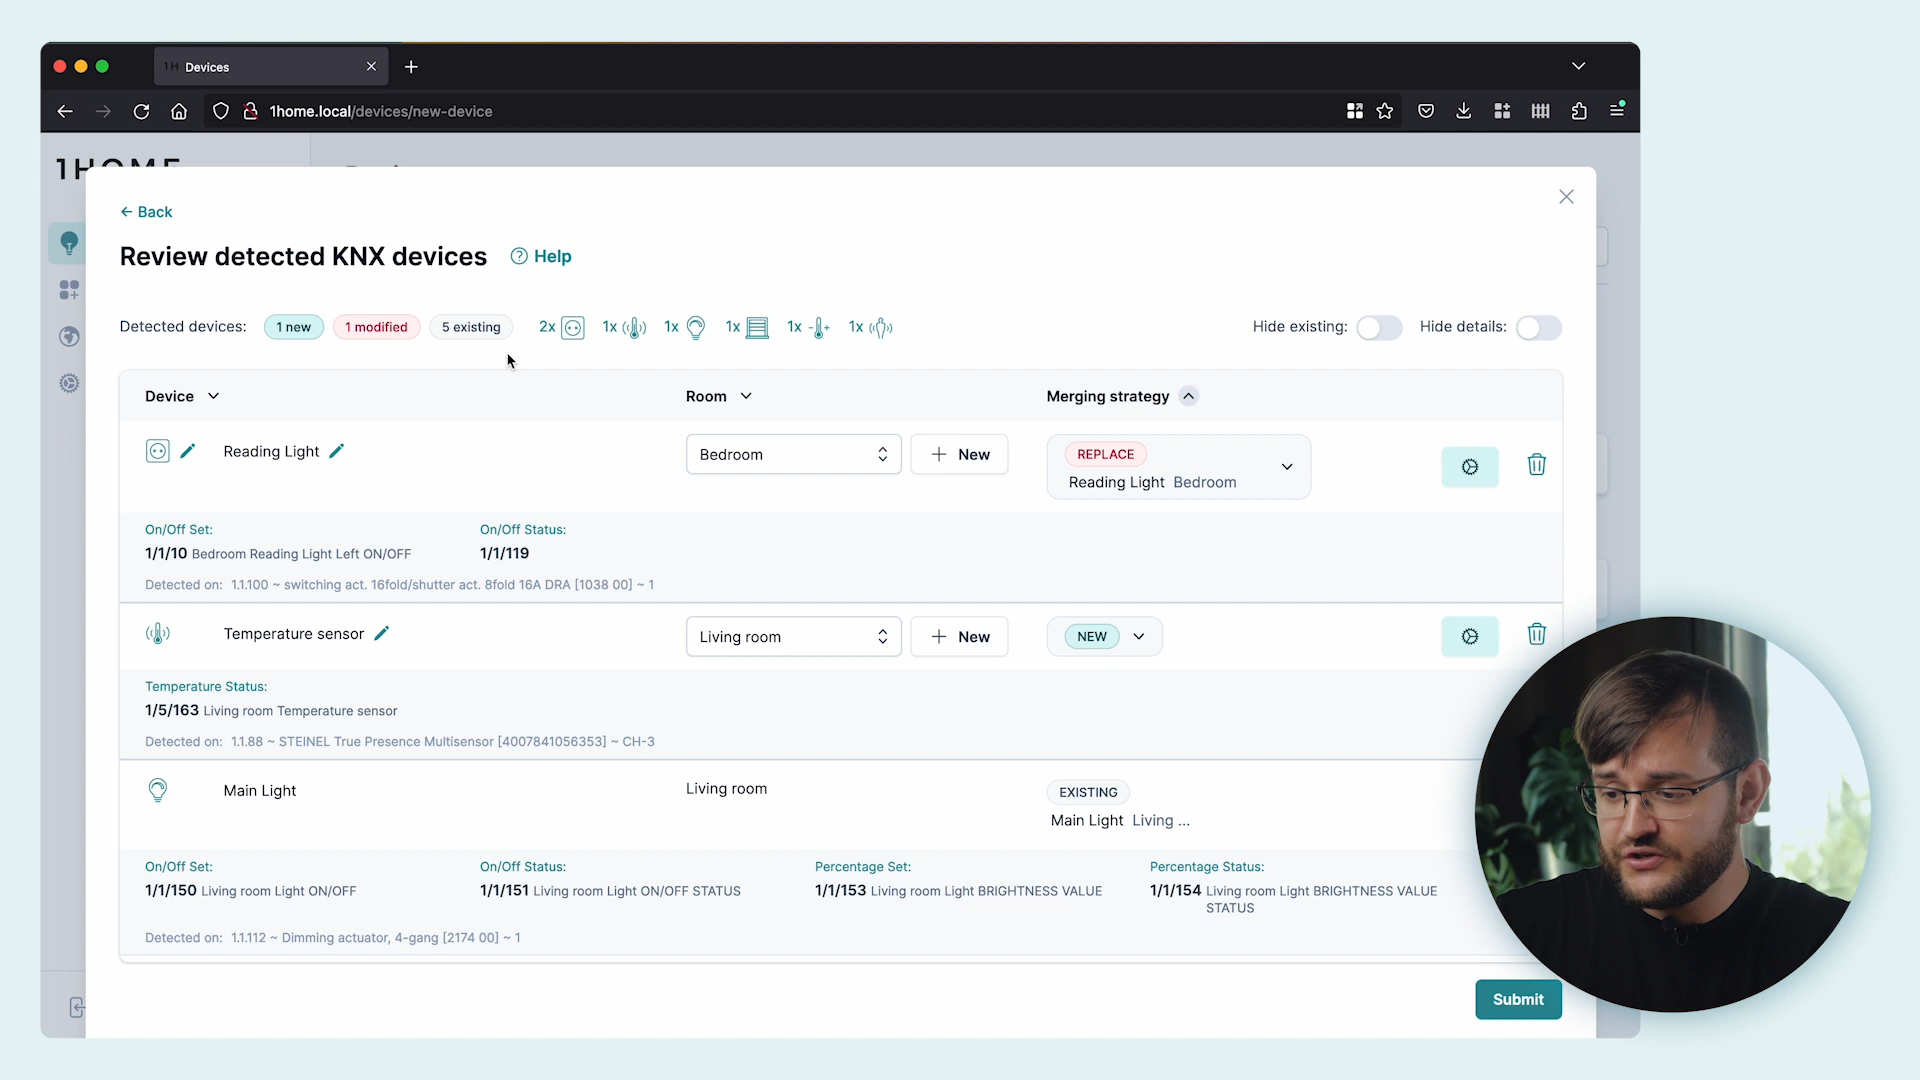 1H Devices
1home.local/devices/new-device
1HOME
← Back
Review detected KNX devices
? Help
Detected devices: 1 new 1 modified 5 existing 2x 1x 1x 1x 1x 1x
Hide existing: Hide details:
Device Room Merging strategy
Reading Light Bedroom + New REPLACE
Reading Light Bedroom
On/Off Set: On/Off Status:
1/1/10 Bedroom Reading Light Left ON/OFF 1/1/119
Detected on: 1.1.100 ~ switching act. 16fold/shutter act. 8fold 16A DRA [1038 00] ~ 1
Temperature sensor Living room + New NEW
Temperature Status:
1/5/163 Living room Temperature sensor
Detected on: 1.1.88 ~ STEINEL True Presence Multisensor [4007841056353] ~ CH-3
Main Light Living room EXISTING
Main Light Living ...
On/Off Set: On/Off Status: Percentage Set: Percentage Status:
1/1/150 Living room Light ON/OFF 1/1/151 Living room Light ON/OFF STATUS 1/1/153 Living room Light BRIGHTNESS VALUE 1/1/154 Living room Light BRIGHTNESS VALUE
STATUS
Detected on: 1.1.112 ~ Dimming actuator, 4-gang [2174 00] ~ 1
Submit